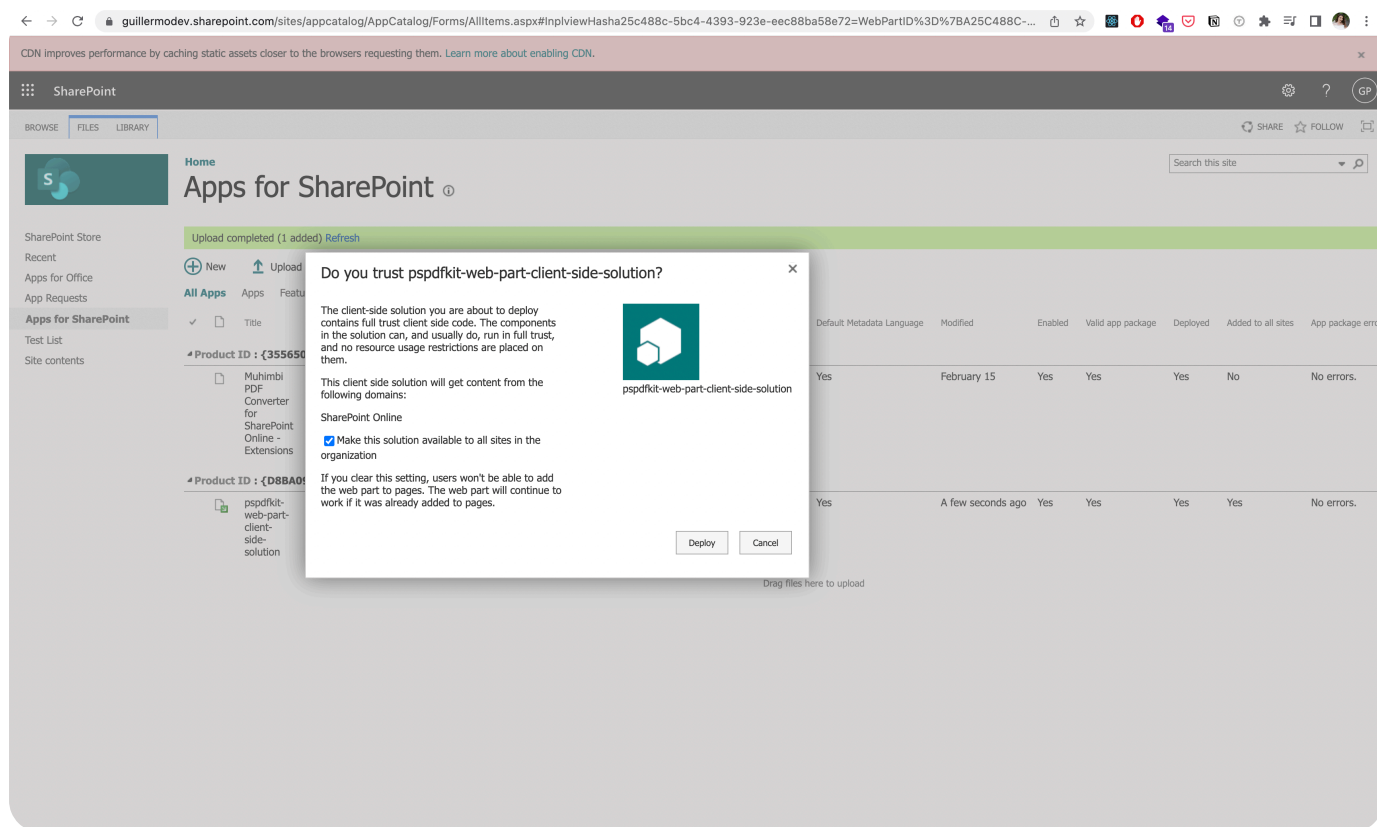 guillermodev.sharepoint.com/sites/appcatalog/AppCatalog/Forms/AllItems.aspx#InplviewHasha25c488c-5bc4-4393-923e-eec88ba58e72=WebPartID%3D%7BA25C488C-...
14
CDN improves performance by caching static assets closer to the browsers requesting them. Learn more about enabling CDN.
SharePoint
GP
BROWSE FILES LIBRARY
SHARE FOLLOW
S
Home
Apps for SharePoint
Search this site
SharePoint Store
Recent
Apps for Office
App Requests
Apps for SharePoint
Test List
Site contents
Upload completed (1 added) Refresh
New Upload
All Apps Apps Featu
Title Default Metadata Language Modified Enabled Valid app package Deployed Added to all sites App package erro
Product ID : {355650
Muhimbi
PDF
Converter
for
SharePoint
Online -
Extensions
Yes February 15 Yes Yes Yes No No errors.
Product ID : {D8BA09
pspdfkit-
web-part-
client-
side-
solution
Yes A few seconds ago Yes Yes Yes Yes No errors.
Drag files here to upload
Do you trust pspdfkit-web-part-client-side-solution?
The client-side solution you are about to deploy
contains full trust client side code. The components
in the solution can, and usually do, run in full trust,
and no resource usage restrictions are placed on
them.
This client side solution will get content from the
following domains:
SharePoint Online
Make this solution available to all sites in the
organization
If you clear this setting, users won't be able to add
the web part to pages. The web part will continue to
work if it was already added to pages.
pspdfkit-web-part-client-side-solution
Deploy Cancel